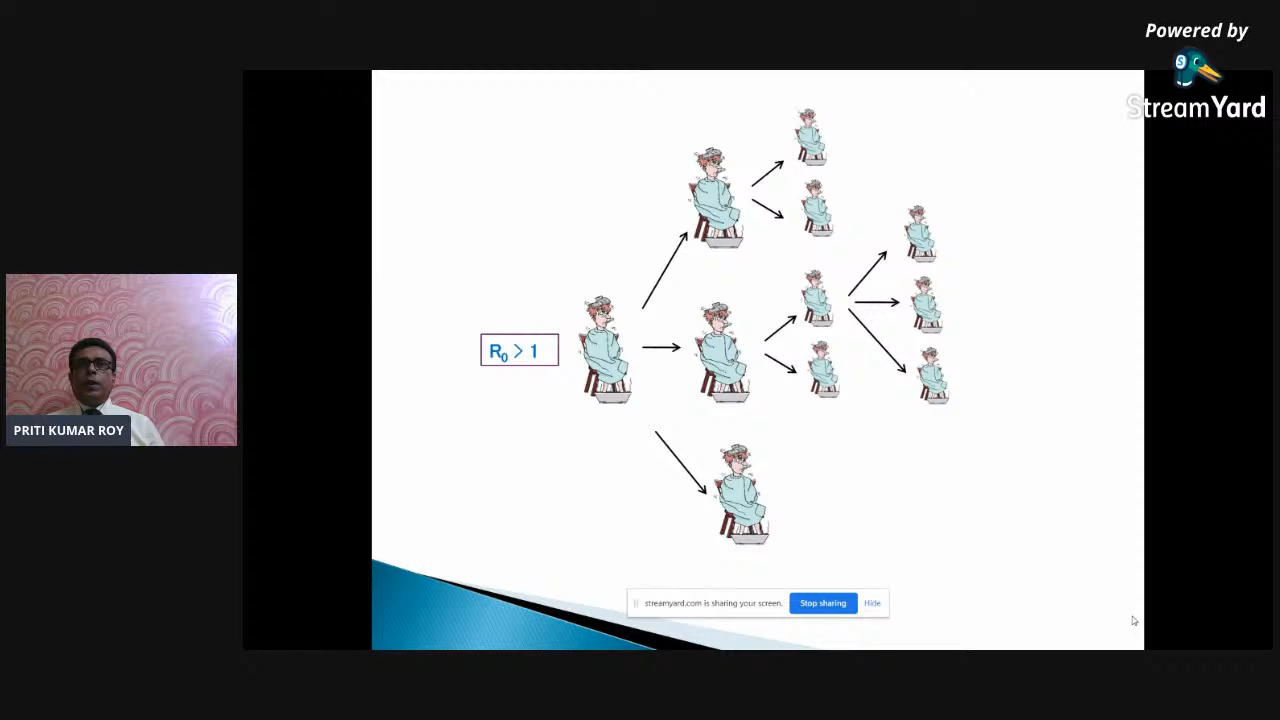 Powered by
StreamYard
R₀ > 1
PRITI KUMAR ROY
streamyard.com is sharing your screen.
Stop sharing
Hide